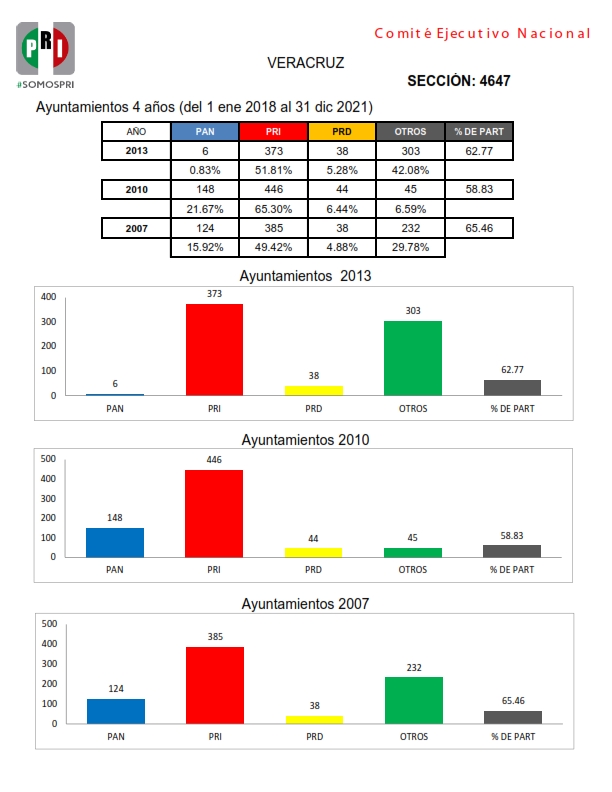 Comité Ejecutivo Nacional
PRI
#SOMOSPRI
VERACRUZ
SECCIÓN: 4647
Ayuntamientos 4 años (del 1 ene 2018 al 31 dic 2021)
AÑO PAN PRI PRD OTROS % DE PART
2013 6 373 38 303 62.77
0.83% 51.81% 5.28% 42.08%
2010 148 446 44 45 58.83
21.67% 65.30% 6.44% 6.59%
2007 124 385 38 232 65.46
15.92% 49.42% 4.88% 29.78%
Ayuntamientos 2013
400
300
200
100
0
6 373 38 303 62.77
PAN PRI PRD OTROS % DE PART
Ayuntamientos 2010
500
400
300
200
100
0
148 446 44 45 58.83
PAN PRI PRD OTROS % DE PART
Ayuntamientos 2007
500
400
300
200
100
0
124 385 38 232 65.46
PAN PRI PRD OTROS % DE PART